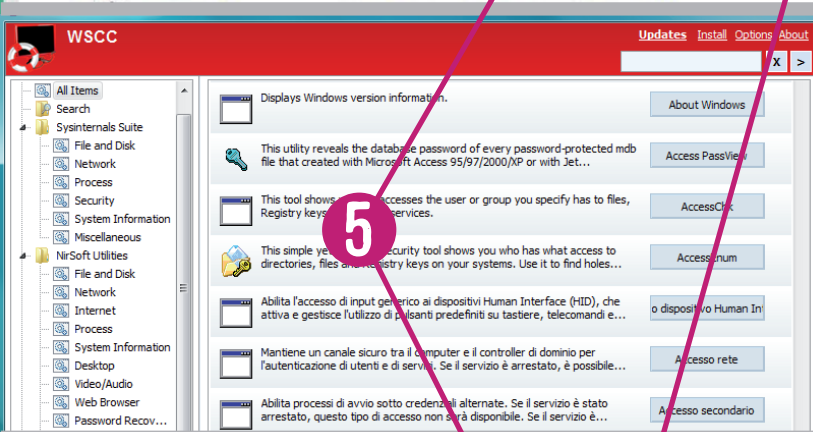 WSCC
Updates Install Options About
X >
All Items
Search
Sysinternals Suite
File and Disk
Network
Process
Security
System Information
Miscellaneous
NirSoft Utilities
File and Disk
Network
Internet
Process
System Information
Desktop
Video/Audio
Web Browser
Password Recov...
Displays Windows version information.
About Windows
This utility reveals the database password of every password-protected mdb
file that created with Microsoft Access 95/97/2000/XP or with Jet...
Access PassView
This tool shows accesses the user or group you specify has to files,
Registry keys services.
AccessChk
5
This simple yet security tool shows you who has what access to
directories, files and Registry keys on your systems. Use it to find holes...
AccessEnum
Abilita l'accesso di input generico ai dispositivi Human Interface (HID), che
attiva e gestisce l'utilizzo di pulsanti predefiniti su tastiere, telecomandi e...
o dispositivo Human Int
Mantiene un canale sicuro tra il computer e il controller di dominio per
l'autenticazione di utenti e di servizi. Se il servizio è arrestato, è possibile...
Accesso rete
Abilita processi di avvio sotto credenziali alternate. Se il servizio è stato
arrestato, questo tipo di accesso non sarà disponibile. Se il servizio è...
Accesso secondario